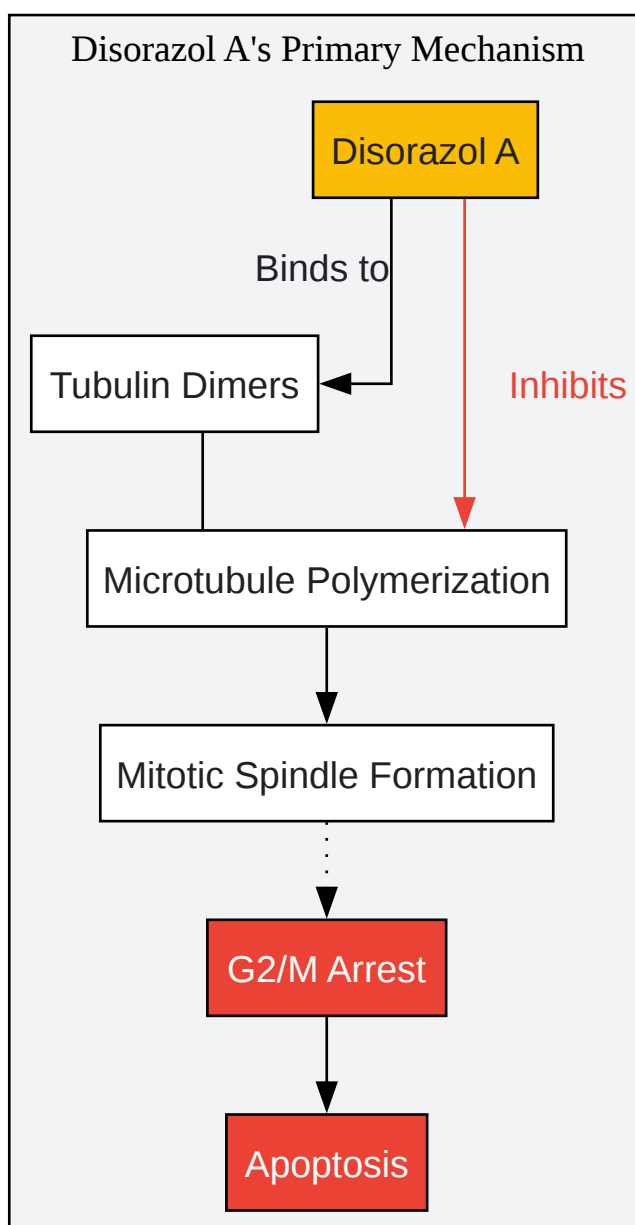 Disorazol A's Primary Mechanism
Disorazol A
Binds to
Tubulin Dimers
Inhibits
Microtubule Polymerization
Mitotic Spindle Formation
G2/M Arrest
Apoptosis